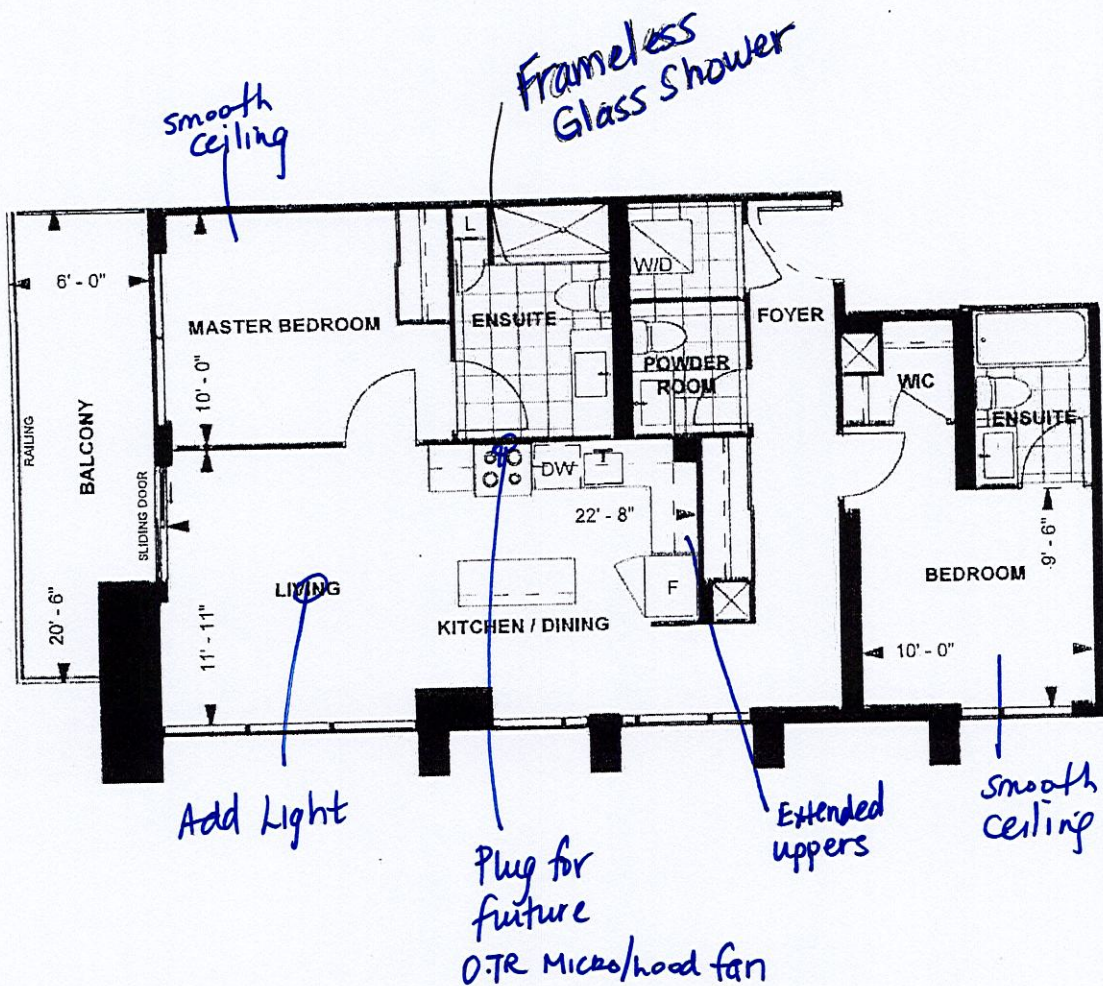 Frameless
Glass Shower
smooth
ceiling
6' - 0"
L
W/D
MASTER BEDROOM
ENSUITE
FOYER
POWDER
ROOM
WIC
ENSUITE
10' - 0"
RAILING
BALCONY
SLIDING DOOR
DW
22' - 8"
9' - 6"
BEDROOM
F
LIVING
KITCHEN / DINING
20' - 6"
11' - 11"
10' - 0"
Add Light
Extended
uppers
smooth
ceiling
Plug for
fuiture
O.TR Micro/hood fan